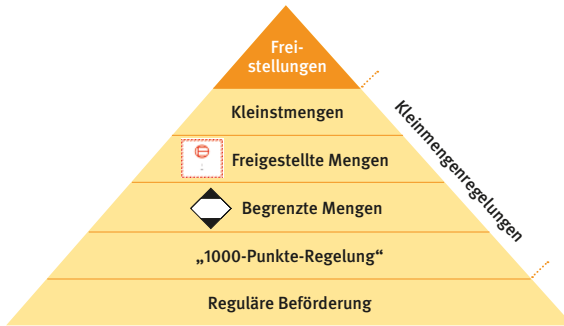 Frei-
stellungen
Kleinstmengen
Freigestellte Mengen
Begrenzte Mengen
„1000-Punkte-Regelung“
Reguläre Beförderung
Kleinmengenregelungen